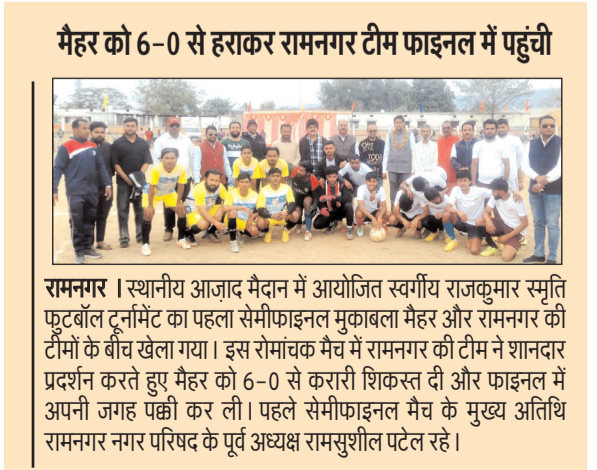 मैहर को 6-0 से हराकर रामनगर टीम फाइनल में पहुंची
रामनगर । स्थानीय आज़ाद मैदान में आयोजित स्वर्गीय राजकुमार स्मृति
फुटबॉल टूर्नामेंट का पहला सेमीफाइनल मुकाबला मैहर और रामनगर की
टीमों के बीच खेला गया। इस रोमांचक मैच में रामनगर की टीम ने शानदार
प्रदर्शन करते हुए मैहर को 6-0 से करारी शिकस्त दी और फाइनल में
अपनी जगह पक्की कर ली। पहले सेमीफाइनल मैच के मुख्य अतिथि
रामनगर नगर परिषद के पूर्व अध्यक्ष रामसुशील पटेल रहे।